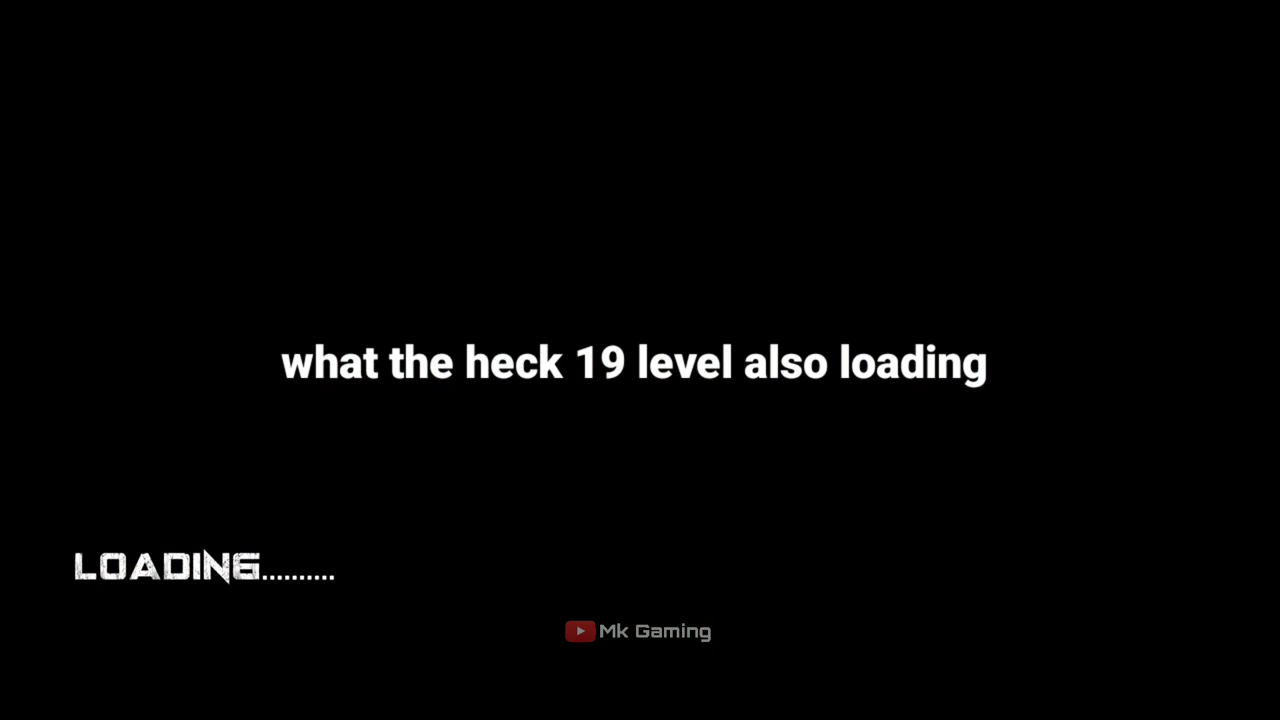 what the heck 19 level also loading
LOADING..........
Mk Gaming